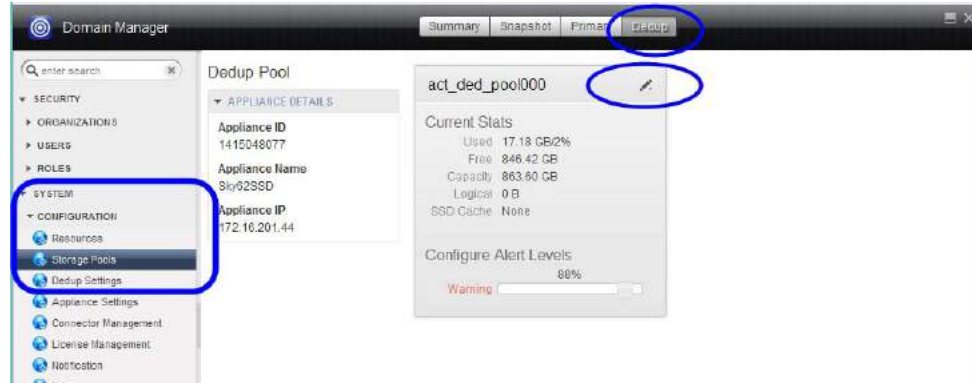 Domain Manager
Summary Snapshot Primary Dedup
enter search
SECURITY
ORGANIZATIONS
USERS
ROLES
SYSTEM
CONFIGURATION
Resources
Storage Pools
Dedup Settings
Appliance Settings
Connector Management
License Management
Notification
Dedup Pool
APPLIANCE DETAILS
Appliance ID
1415048077
Appliance Name
Sky62SSD
Appliance IP
172.16.201.44
act_ded_pool000
Current Stats
Used 17.18 GB/2%
Free 846.42 GB
Capacity 863.60 GB
Logical 0 B
SSD Cache None
Configure Alert Levels
88%
Warning